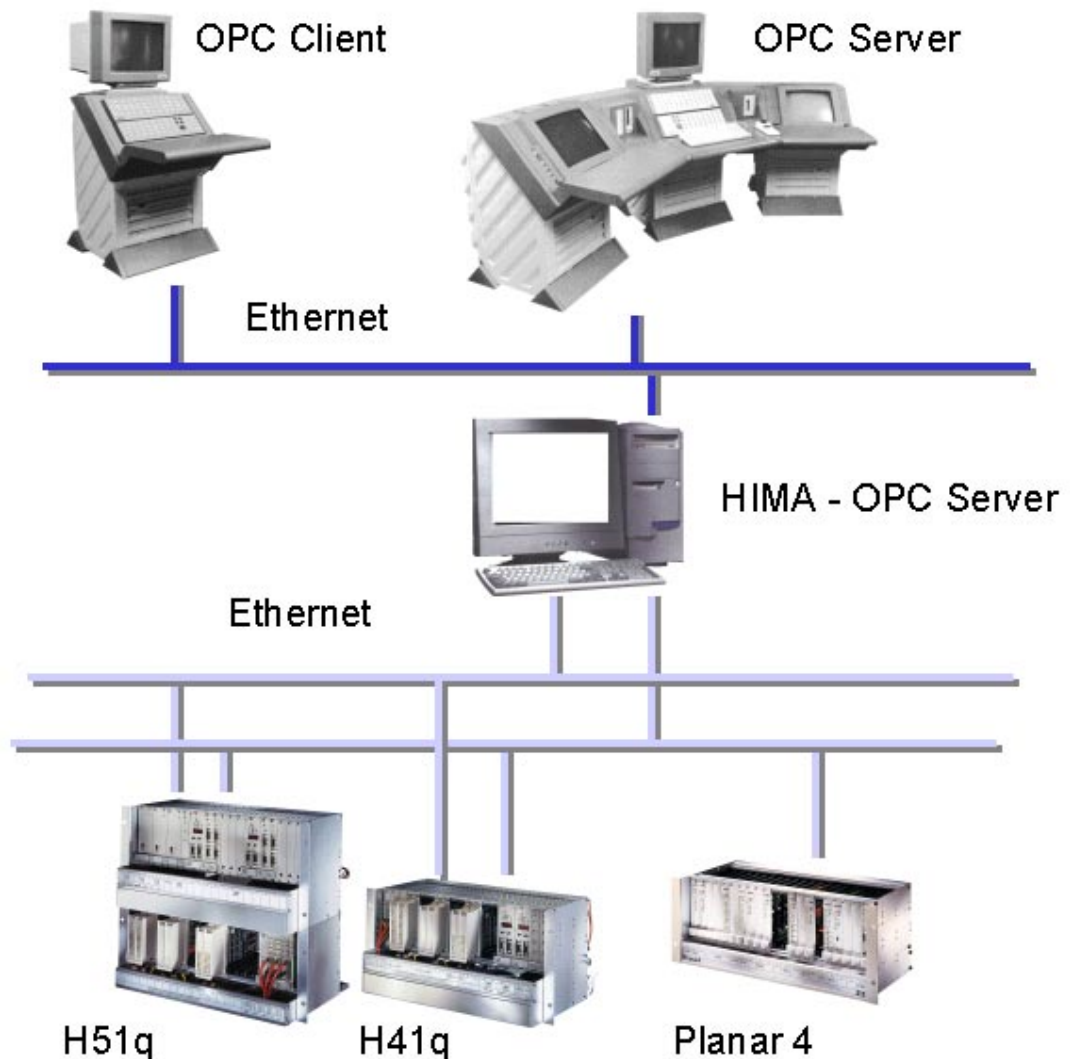 OPC Client
OPC Server
Ethernet
HIMA - OPC Server
Ethernet
H51q
H41q
Planar 4